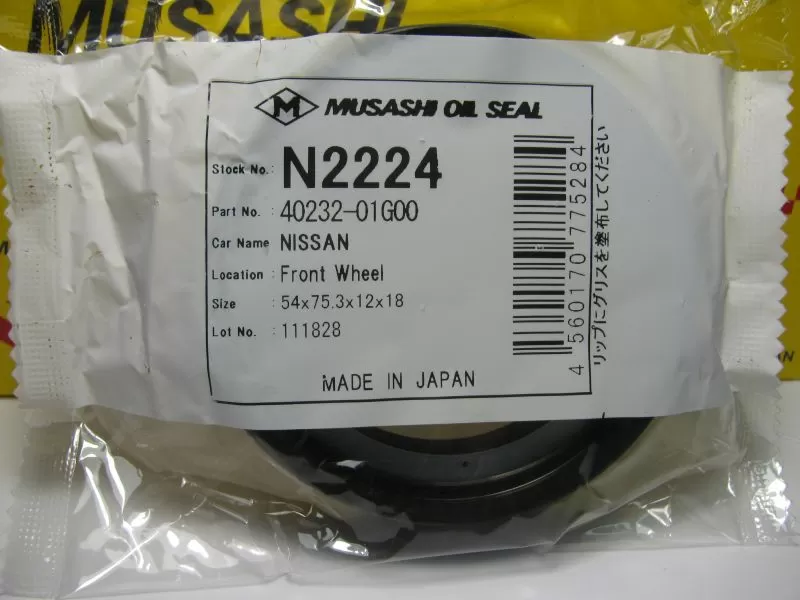 MUSASHI
M MUSASHI OIL SEAL
Stock No.: N2224
Part No. : 40232-01G00
Car Name NISSAN
Location : Front Wheel
Size : 54x75.3x12x18
Lot No. : 111828
MADE IN JAPAN
4 560170 775284
リップにグリスを塗布してください